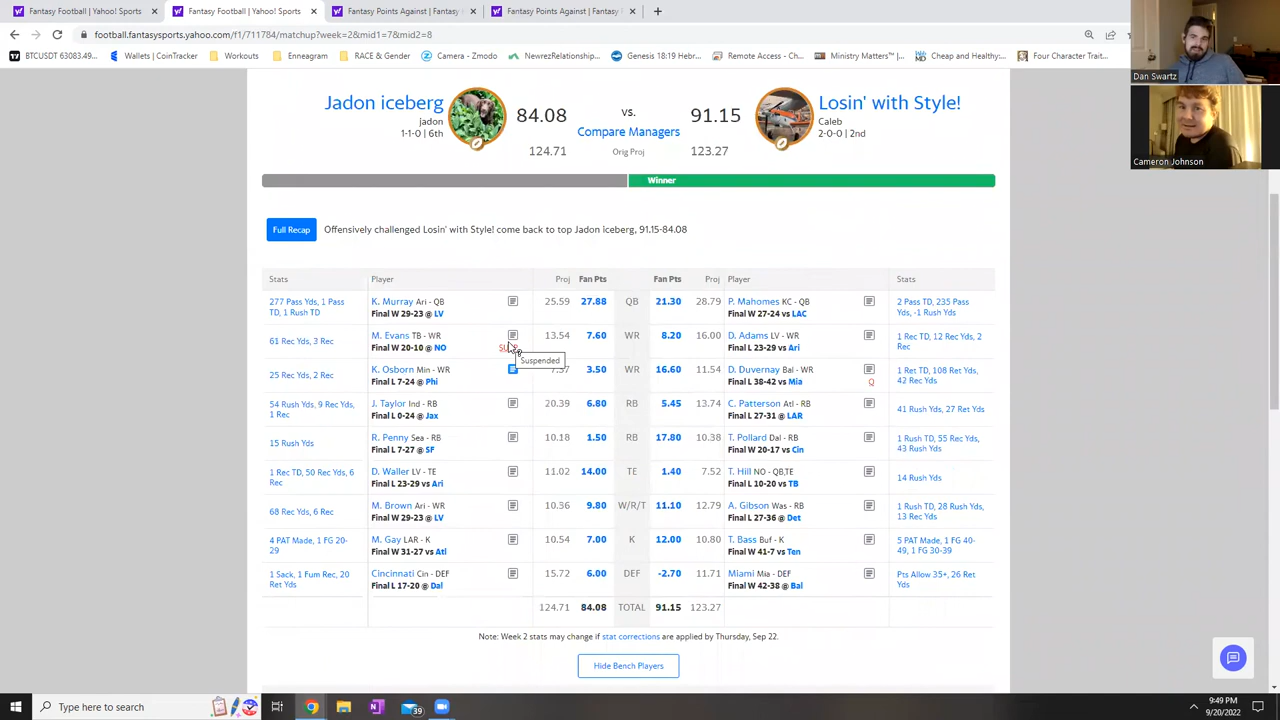 Fantasy Football | Yahoo! Sports
Fantasy Football | Yahoo! Sports
Fantasy Points Against | Fantasy
Fantasy Points Against | Fantasy F
football.fantasysports.yahoo.com/f1/711784/matchup?week=2&mid1=7&mid2=8
BTCUSDT 63083.49...
Wallets | CoinTracker
Workouts
Enneagram
RACE & Gender
Camera - Zmodo
NewrezRelationship...
Genesis 18:19 Hebr...
Remote Access - Ch...
Ministry Matters™ |...
Cheap and Healthy:...
Four Character Trait...
Dan Swartz
Cameron Johnson
Jadon iceberg
jadon
1-1-0 | 6th
84.08
124.71
vs.
Compare Managers
Orig Proj
91.15
123.27
Losin' with Style!
Caleb
2-0-0 | 2nd
Winner
Full Recap
Offensively challenged Losin' with Style! come back to top Jadon iceberg, 91.15-84.08
Stats Player Proj Fan Pts Fan Pts Proj Player Stats
277 Pass Yds, 1 Pass TD, 1 Rush TD
K. Murray Ari - QB
Final W 29-23 @ LV
25.59 27.88 QB 21.30 28.79
P. Mahomes KC - QB
Final W 27-24 vs LAC
2 Pass TD, 235 Pass Yds, -1 Rush Yds
61 Rec Yds, 3 Rec
M. Evans TB - WR
Final W 20-10 @ NO
13.54 7.60 WR 8.20 16.00
D. Adams LV - WR
Final L 23-29 vs Ari
1 Rec TD, 12 Rec Yds, 2 Rec
Suspended
25 Rec Yds, 2 Rec
K. Osborn Min - WR
Final L 7-24 @ Phi
3.50 WR 16.60 11.54
D. Duvernay Bal - WR
Final L 38-42 vs Mia
Q
1 Ret TD, 108 Ret Yds, 42 Rec Yds
54 Rush Yds, 9 Rec Yds, 1 Rec
J. Taylor Ind - RB
Final L 0-24 @ Jax
20.39 6.80 RB 5.45 13.74
C. Patterson Atl - RB
Final L 27-31 @ LAR
41 Rush Yds, 27 Ret Yds
15 Rush Yds
R. Penny Sea - RB
Final L 7-27 @ SF
10.18 1.50 RB 17.80 10.38
T. Pollard Dal - RB
Final W 20-17 vs Cin
1 Rush TD, 55 Rec Yds, 43 Rush Yds
1 Rec TD, 50 Rec Yds, 6 Rec
D. Waller LV - TE
Final L 23-29 vs Ari
11.02 14.00 TE 1.40 7.52
T. Hill NO - QB,TE
Final L 10-20 vs TB
14 Rush Yds
68 Rec Yds, 6 Rec
M. Brown Ari - WR
Final W 29-23 @ LV
10.36 9.80 W/R/T 11.10 12.79
A. Gibson Was - RB
Final L 27-36 @ Det
1 Rush TD, 28 Rush Yds, 13 Rec Yds
4 PAT Made, 1 FG 20-29
M. Gay LAR - K
Final W 31-27 vs Atl
10.54 7.00 K 12.00 10.80
T. Bass Buf - K
Final W 41-7 vs Ten
5 PAT Made, 1 FG 40-49, 1 FG 30-39
1 Sack, 1 Fum Rec, 20 Ret Yds
Cincinnati Cin - DEF
Final L 17-20 @ Dal
15.72 6.00 DEF -2.70 11.71
Miami Mia - DEF
Final W 42-38 @ Bal
Pts Allow 35+, 26 Ret Yds
124.71 84.08 TOTAL 91.15 123.27
Note: Week 2 stats may change if stat corrections are applied by Thursday, Sep 22.
Hide Bench Players
Type here to search
39
9:49 PM
9/20/2022